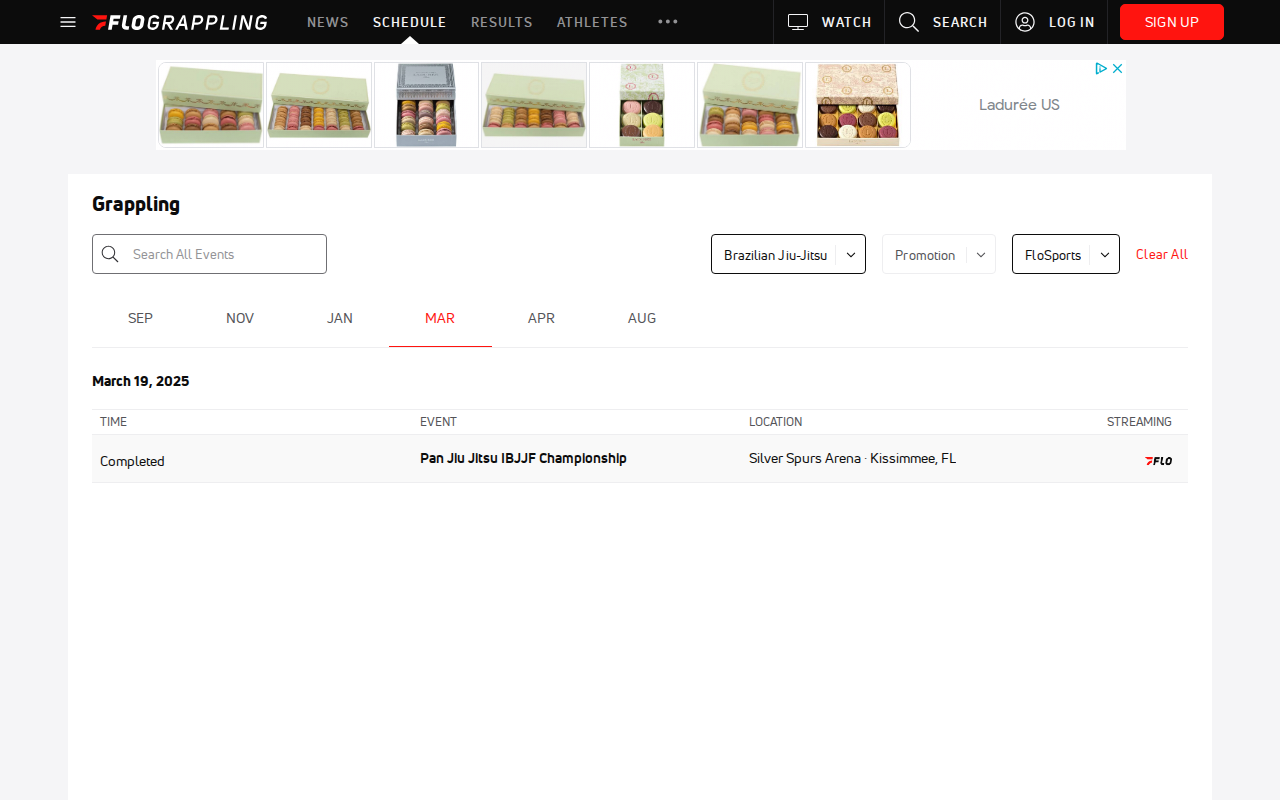 FLOGRAPPLING
NEWS
SCHEDULE
RESULTS
ATHLETES
WATCH
SEARCH
LOG IN
SIGN UP
Ladurée US
Grappling
Search All Events
Brazilian Jiu-Jitsu
Promotion
FloSports
Clear All
SEP
NOV
JAN
MAR
APR
AUG
March 19, 2025
TIME
EVENT
LOCATION
STREAMING
Completed
Pan Jiu Jitsu IBJJF Championship
Silver Spurs Arena · Kissimmee, FL
FLO